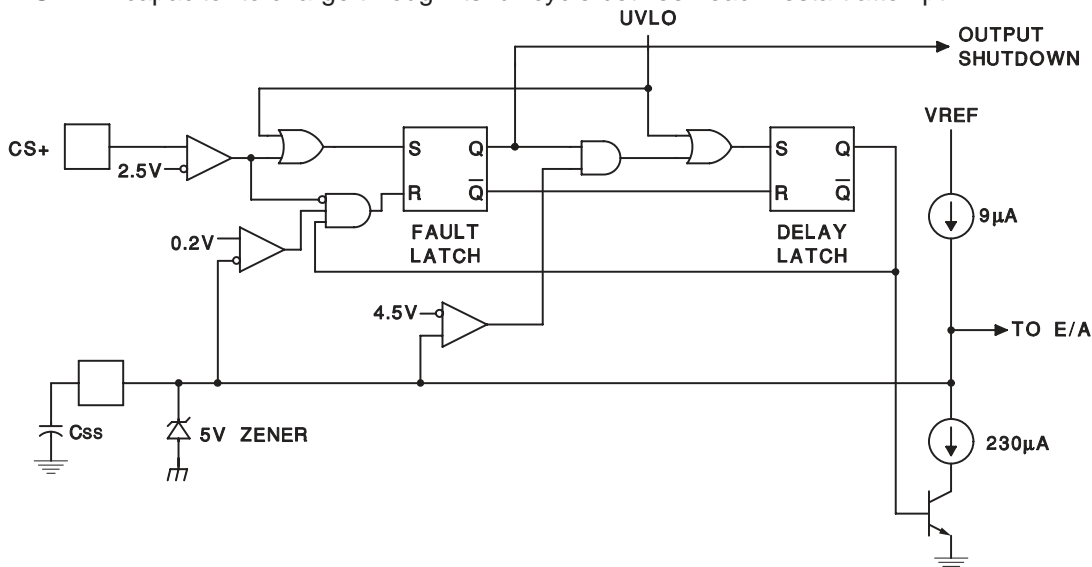 UVLO
OUTPUT
SHUTDOWN
VREF
CS+
2.5V
S Q
R Q̅
FAULT
LATCH
S Q
R Q̅
DELAY
LATCH
9µA
0.2V
4.5V
TO E/A
Css
5V ZENER
230µA